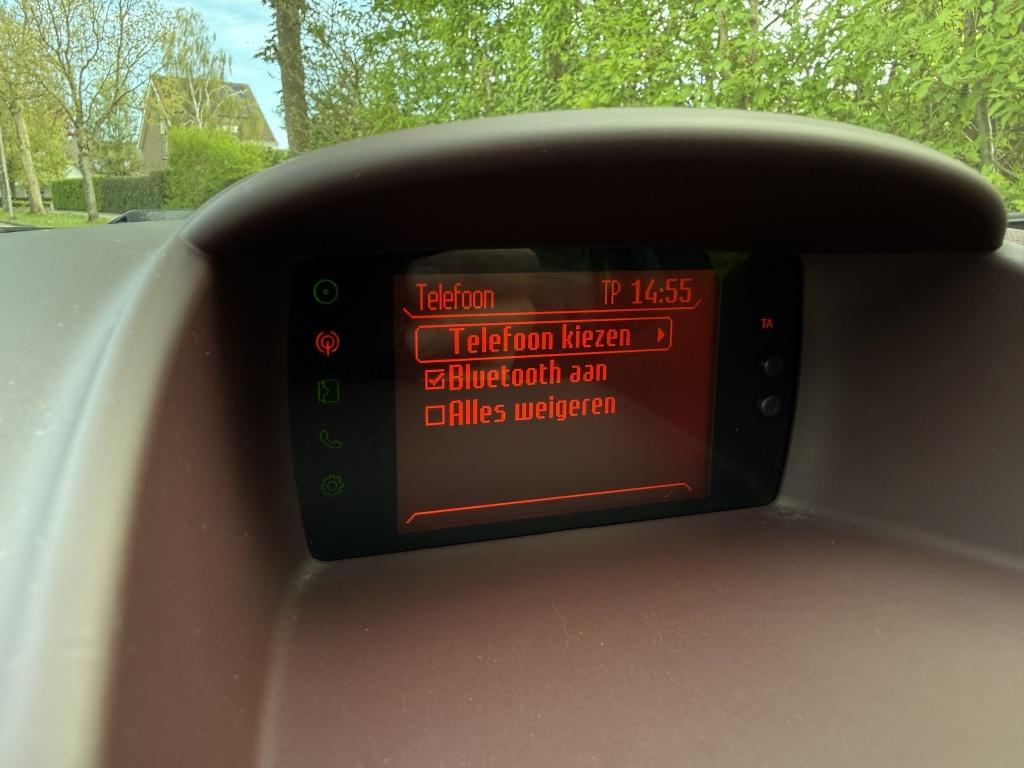 Telefoon TP 14:55
Telefoon kiezen
Bluetooth aan
Alles weigeren
TA